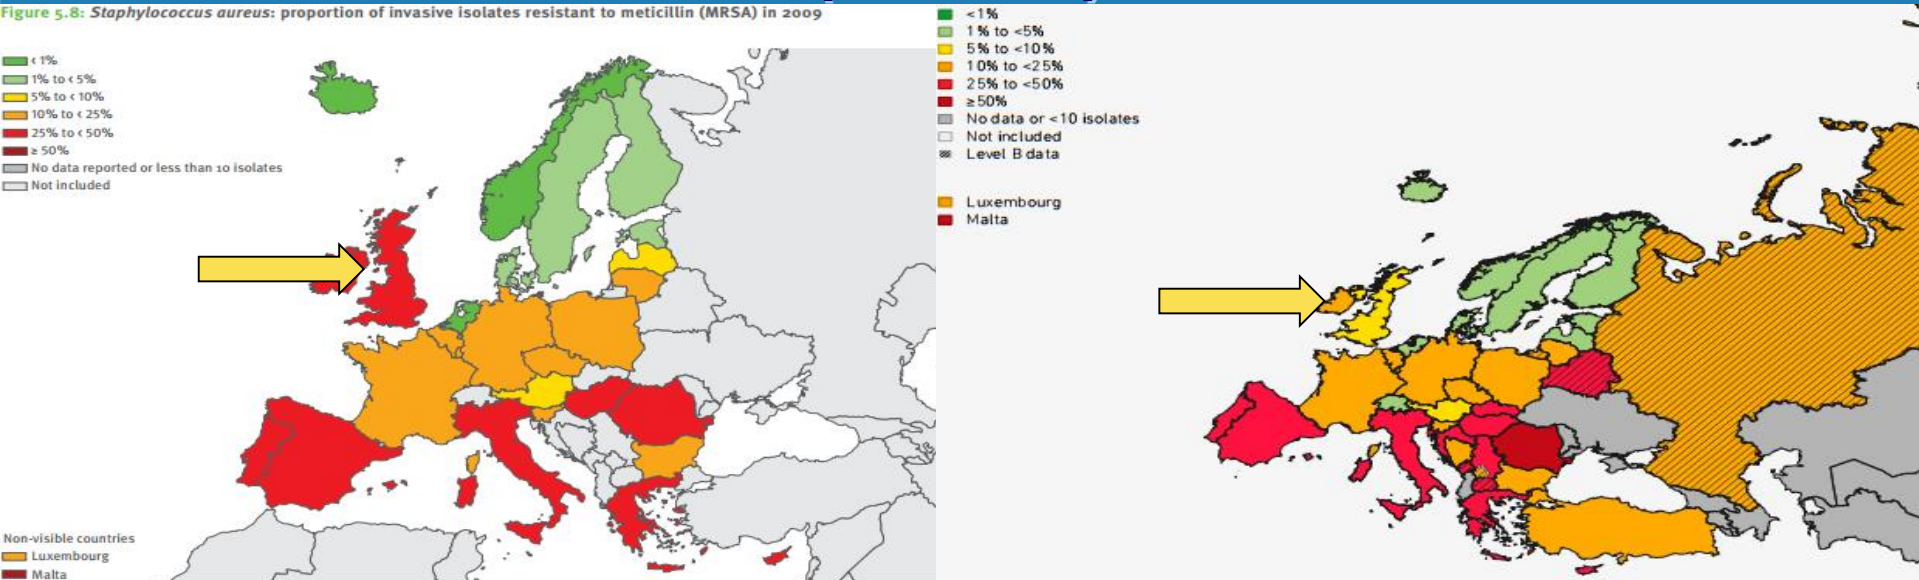 Figure 5.8: Staphylococcus aureus: proportion of invasive isolates resistant to meticillin (MRSA) in 2009
‹ 1%
1% to ‹ 5%
5% to ‹ 10%
10% to ‹ 25%
25% to ‹ 50%
≥ 50%
No data reported or less than 10 isolates
Not included
Non-visible countries
Luxembourg
Malta
<1%
1% to <5%
5% to <10%
10% to <25%
25% to <50%
≥50%
No data or <10 isolates
Not included
Level B data
Luxembourg
Malta